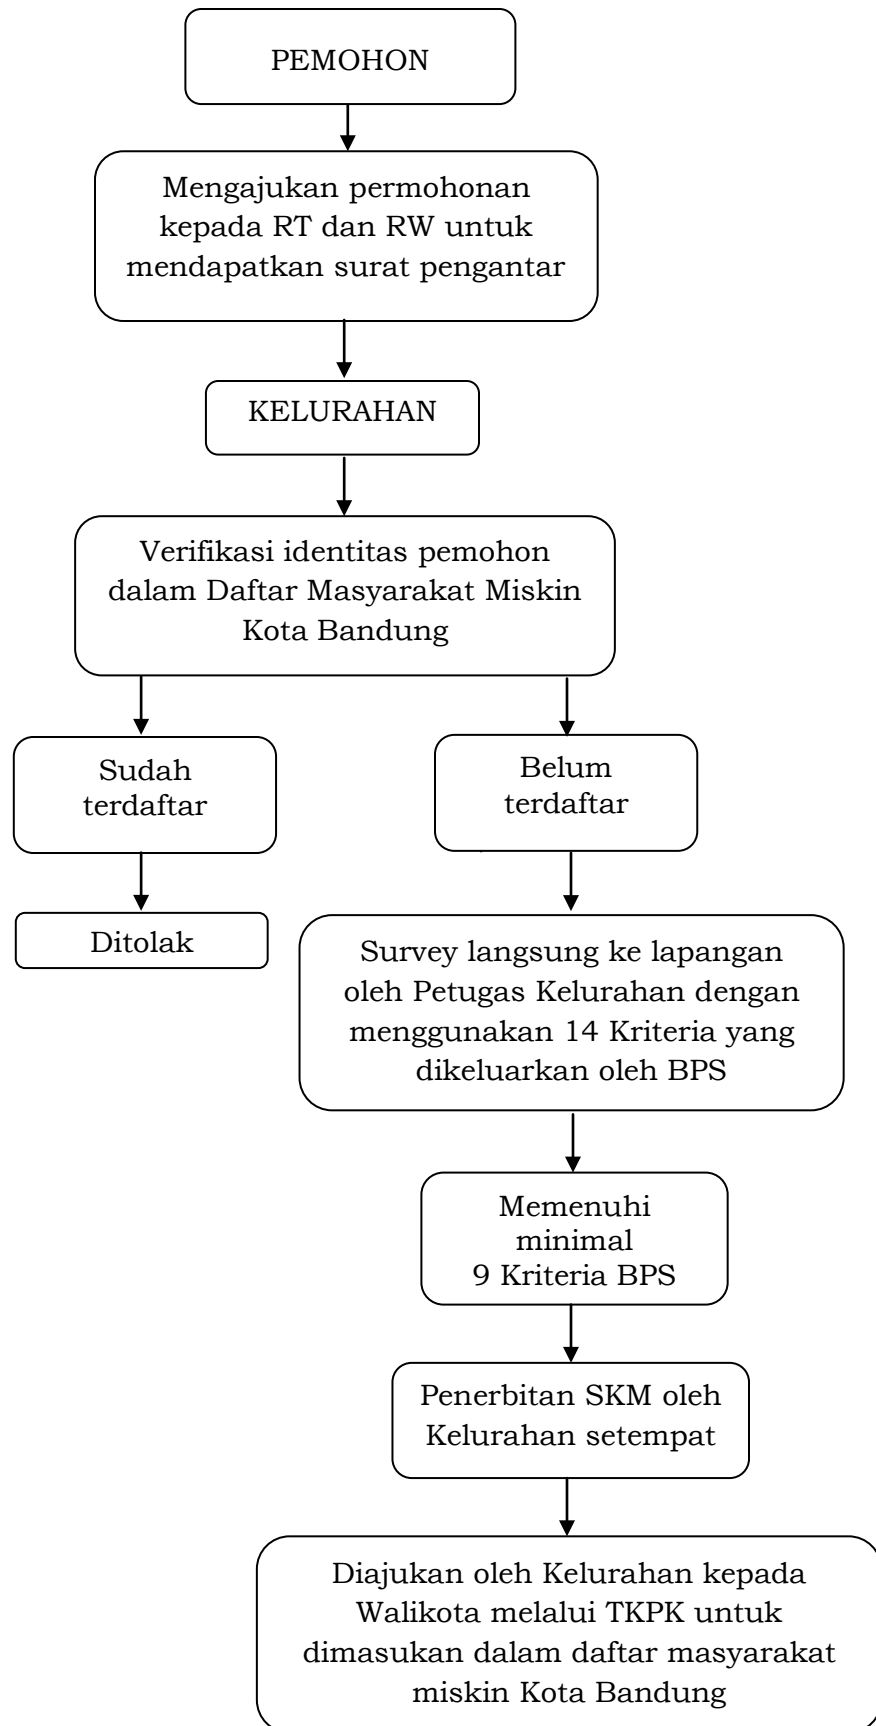 PEMOHON
Mengajukan permohonan
kepada RT dan RW untuk
mendapatkan surat pengantar
KELURAHAN
Verifikasi identitas pemohon
dalam Daftar Masyarakat Miskin
Kota Bandung
Sudah
terdaftar
Belum
terdaftar
Ditolak
Survey langsung ke lapangan
oleh Petugas Kelurahan dengan
menggunakan 14 Kriteria yang
dikeluarkan oleh BPS
Memenuhi
minimal
9 Kriteria BPS
Penerbitan SKM oleh
Kelurahan setempat
Diajukan oleh Kelurahan kepada
Walikota melalui TKPK untuk
dimasukan dalam daftar masyarakat
miskin Kota Bandung